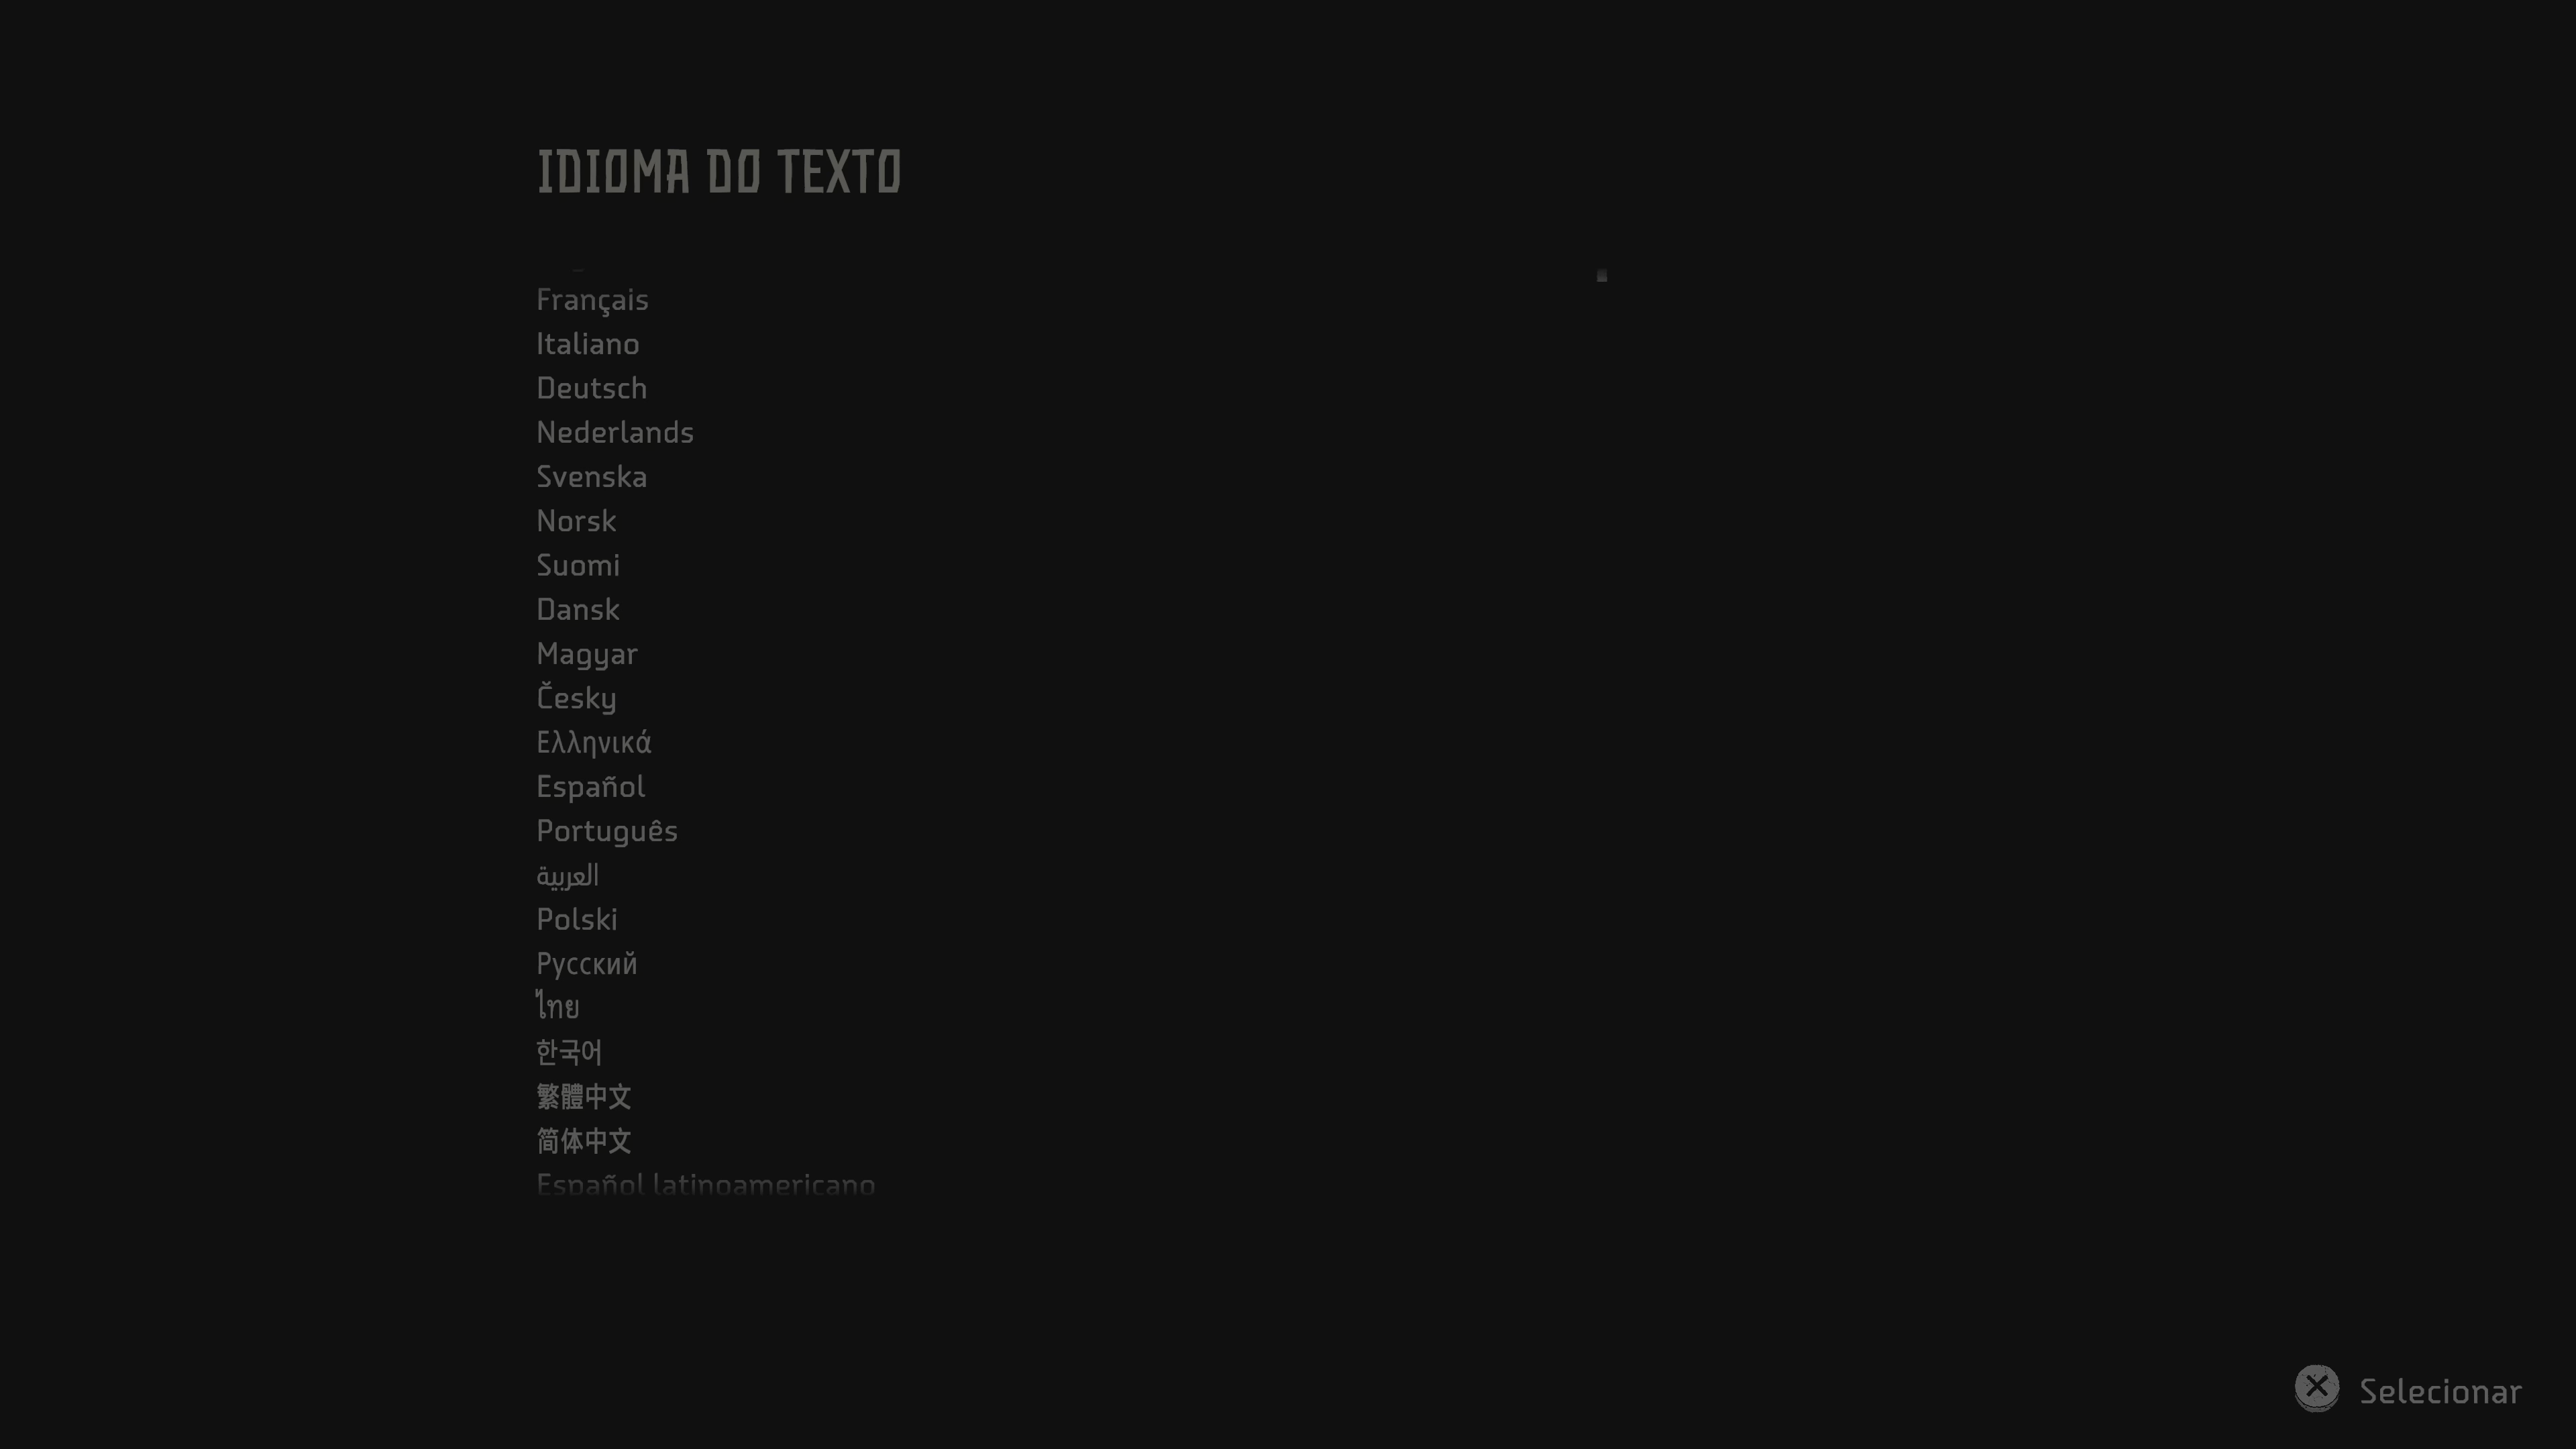 IDIOMA DO TEXTO
Français
Italiano
Deutsch
Nederlands
Svenska
Norsk
Suomi
Dansk
Magyar
Česky
Ελληνικά
Español
Português
العربية
Polski
Русский
ไทย
한국어
繁體中文
简体中文
Español latinoamericano
Selecionar